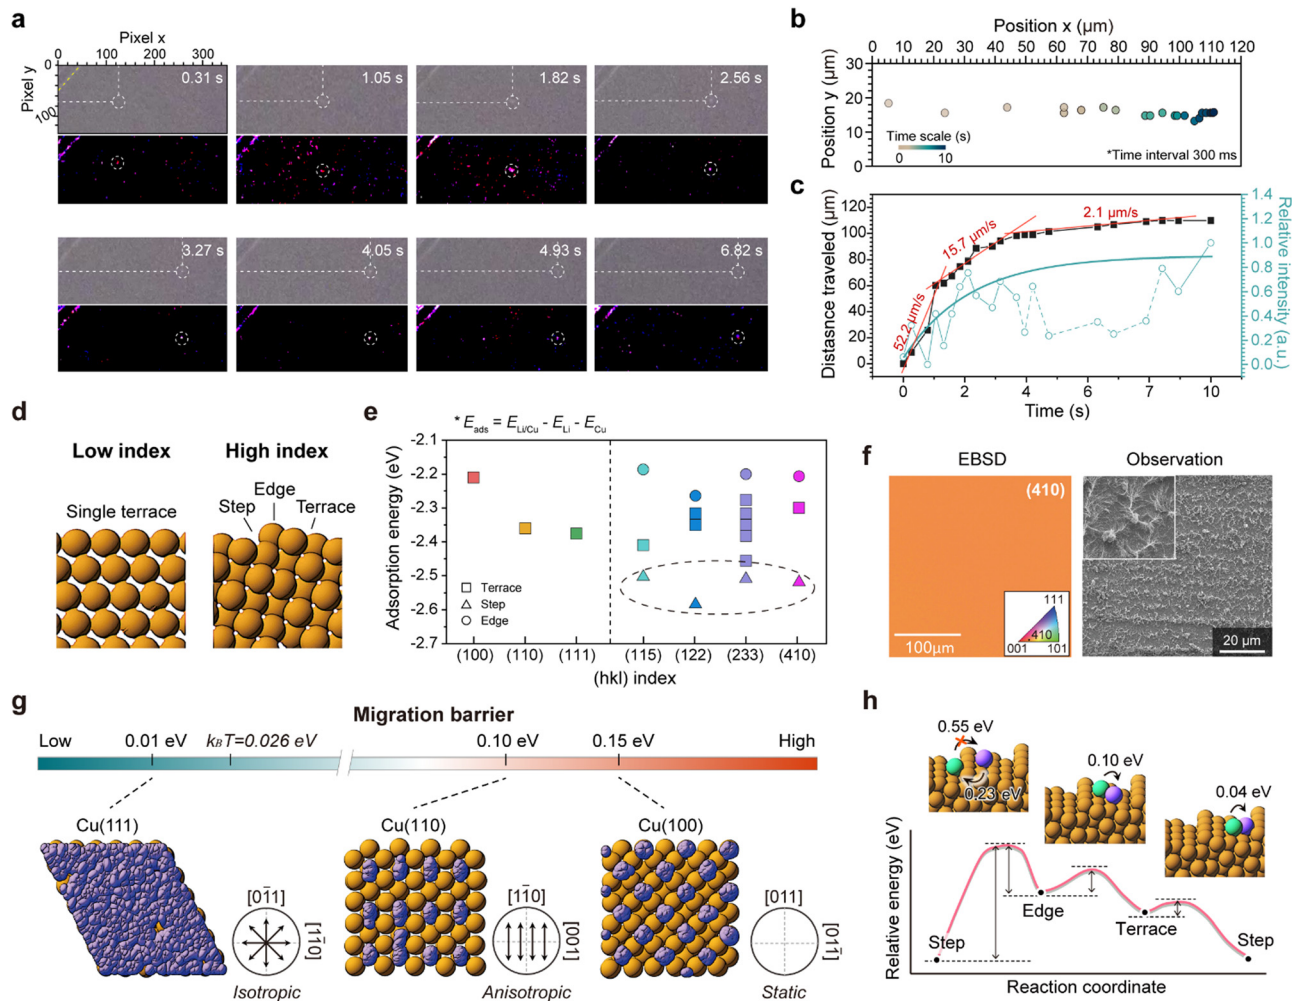 a
Pixel x
0 120 240
Pixel y
0
100
0.31 s
1.05 s
1.82 s
2.56 s
3.27 s
4.05 s
4.93 s
6.82 s
b
Position x (μm)
0 10 20 30 40 50 60 70 80 90 100 110 120
Position y (μm)
30
20
10
0
Time scale (s)
0 10
*Time interval 300 ms
c
Distasnce traveled (μm)
120
100
80
60
40
20
0
52.2 μm/s
15.7 μm/s
2.1 μm/s
Relative intensity (a.u.)
1.4
1.2
1.0
0.8
0.6
0.4
0.2
0.0
0 1 2 4 5 6 7 8 10
Time (s)
d
Low index
High index
Single terrace
Edge
Step
Terrace
e
* Eads = ELi/Cu - ELi - ECu
Adsorption energy (eV)
-2.1
-2.2
-2.3
-2.4
-2.5
-2.6
-2.7
Terrace
Step
Edge
(100) (110) (111) (115) (122) (233) (410)
(hkl) index
f
EBSD
Observation
(410)
100μm
111
410
001 101
20 μm
g
Migration barrier
Low 0.01 eV kBT=0.026 eV 0.10 eV 0.15 eV High
Cu(111)
Cu(110)
Cu(100)
[01̅1]
[11̅0]
Isotropic
[11̅0]
[001]
Anisotropic
[011]
[011̅]
Static
h
0.55 eV
0.23 eV
0.10 eV
0.04 eV
Relative energy (eV)
Step
Edge
Terrace
Step
Reaction coordinate